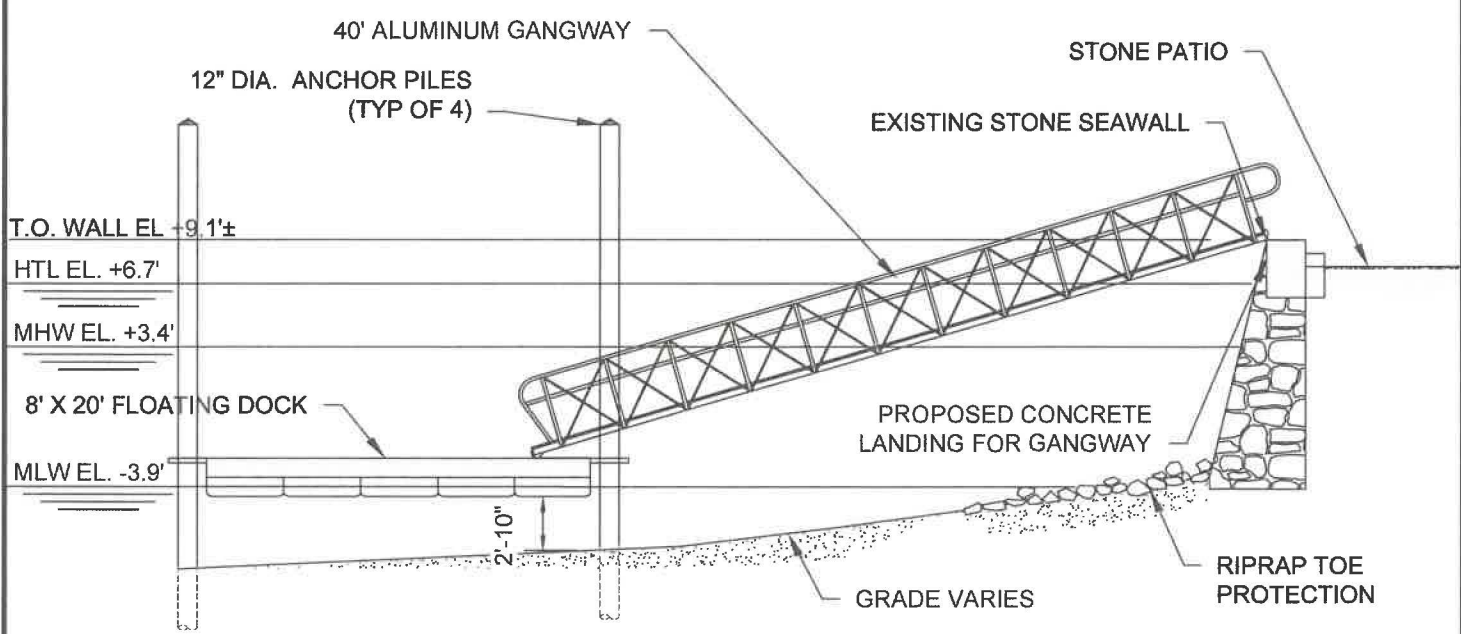 40' ALUMINUM GANGWAY
STONE PATIO
12" DIA. ANCHOR PILES
(TYP OF 4)
EXISTING STONE SEAWALL
T.O. WALL EL +9.1'±
HTL EL. +6.7'
MHW EL. +3.4'
8' X 20' FLOATING DOCK
PROPOSED CONCRETE
LANDING FOR GANGWAY
MLW EL. -3.9'
2'-10"
RIPRAP TOE
PROTECTION
GRADE VARIES